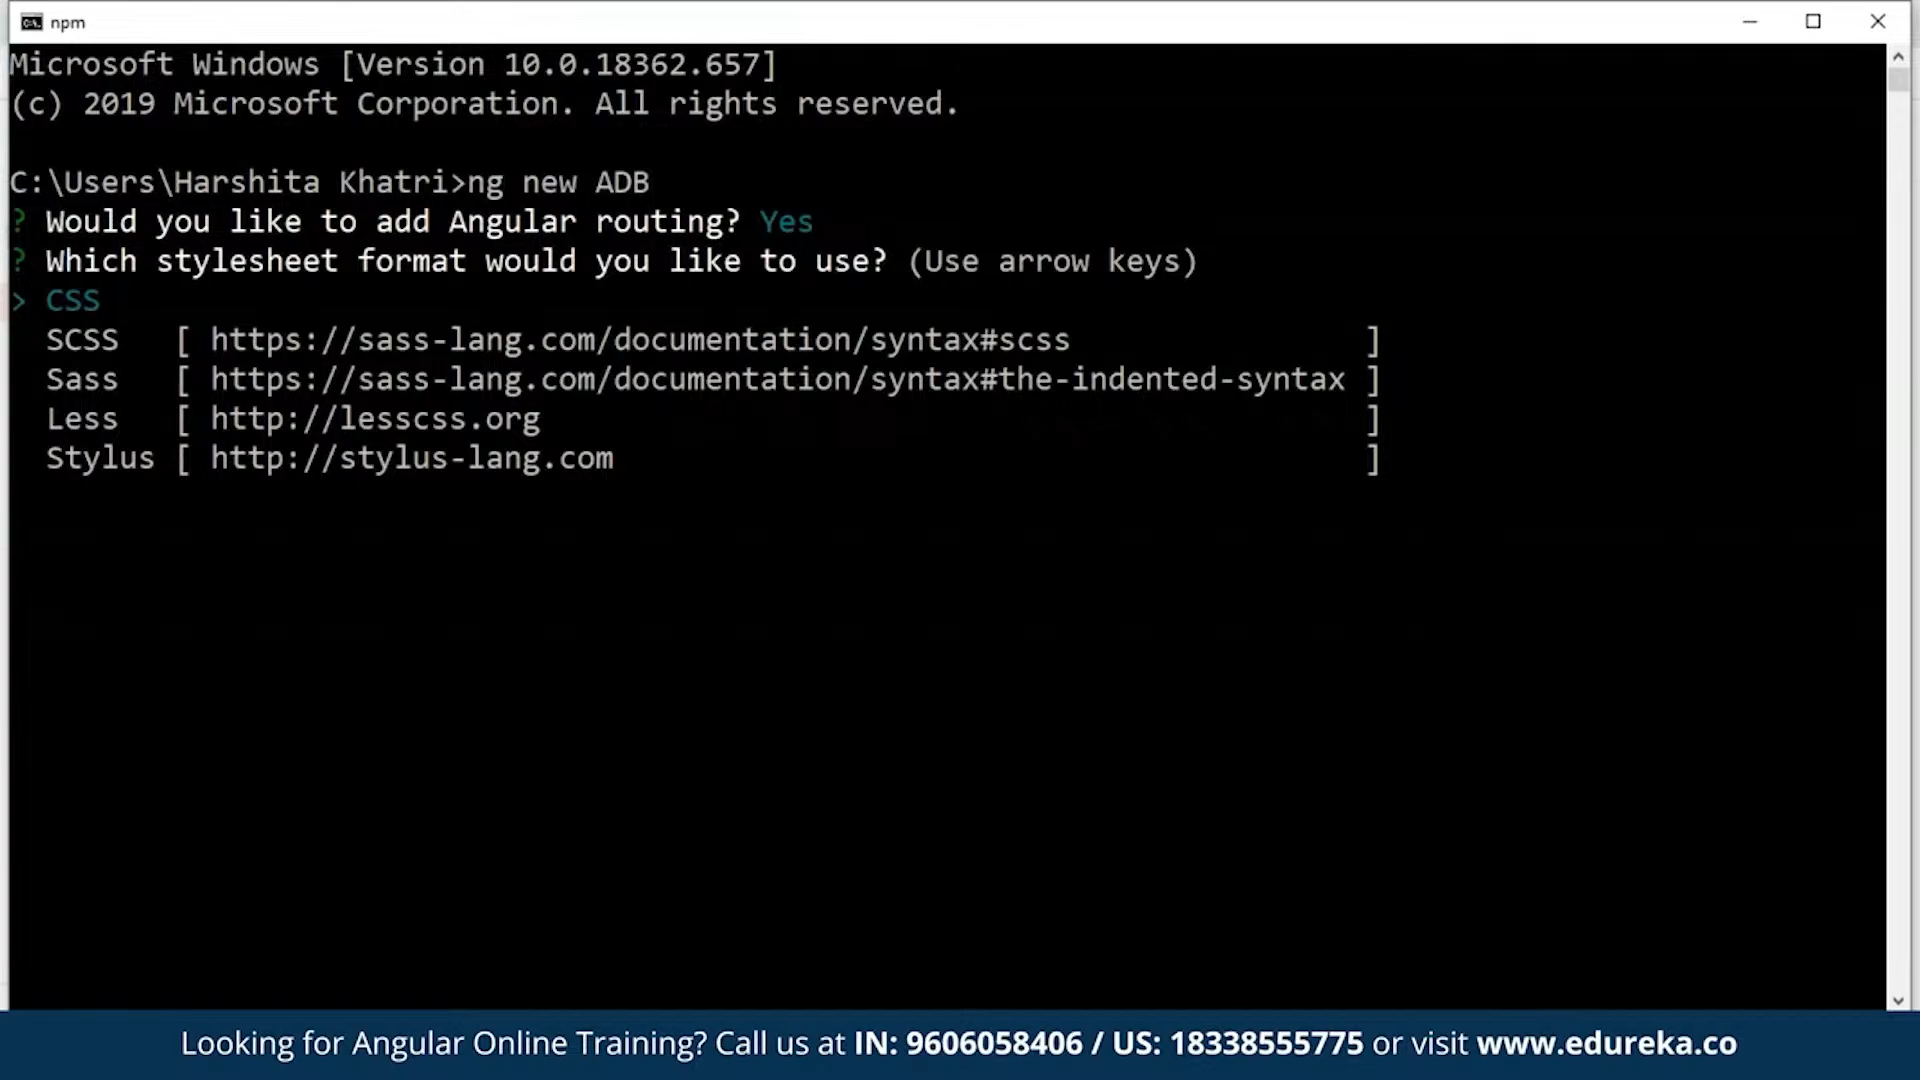 npm
Microsoft Windows [Version 10.0.18362.657]
(c) 2019 Microsoft Corporation. All rights reserved.
C:\Users\Harshita Khatri>ng new ADB
? Would you like to add Angular routing? Yes
? Which stylesheet format would you like to use? (Use arrow keys)
> CSS
SCSS [ https://sass-lang.com/documentation/syntax#scss ]
Sass [ https://sass-lang.com/documentation/syntax#the-indented-syntax ]
Less [ http://lesscss.org ]
Stylus [ http://stylus-lang.com ]
Looking for Angular Online Training? Call us at IN: 9606058406 / US: 18338555775 or visit www.edureka.co